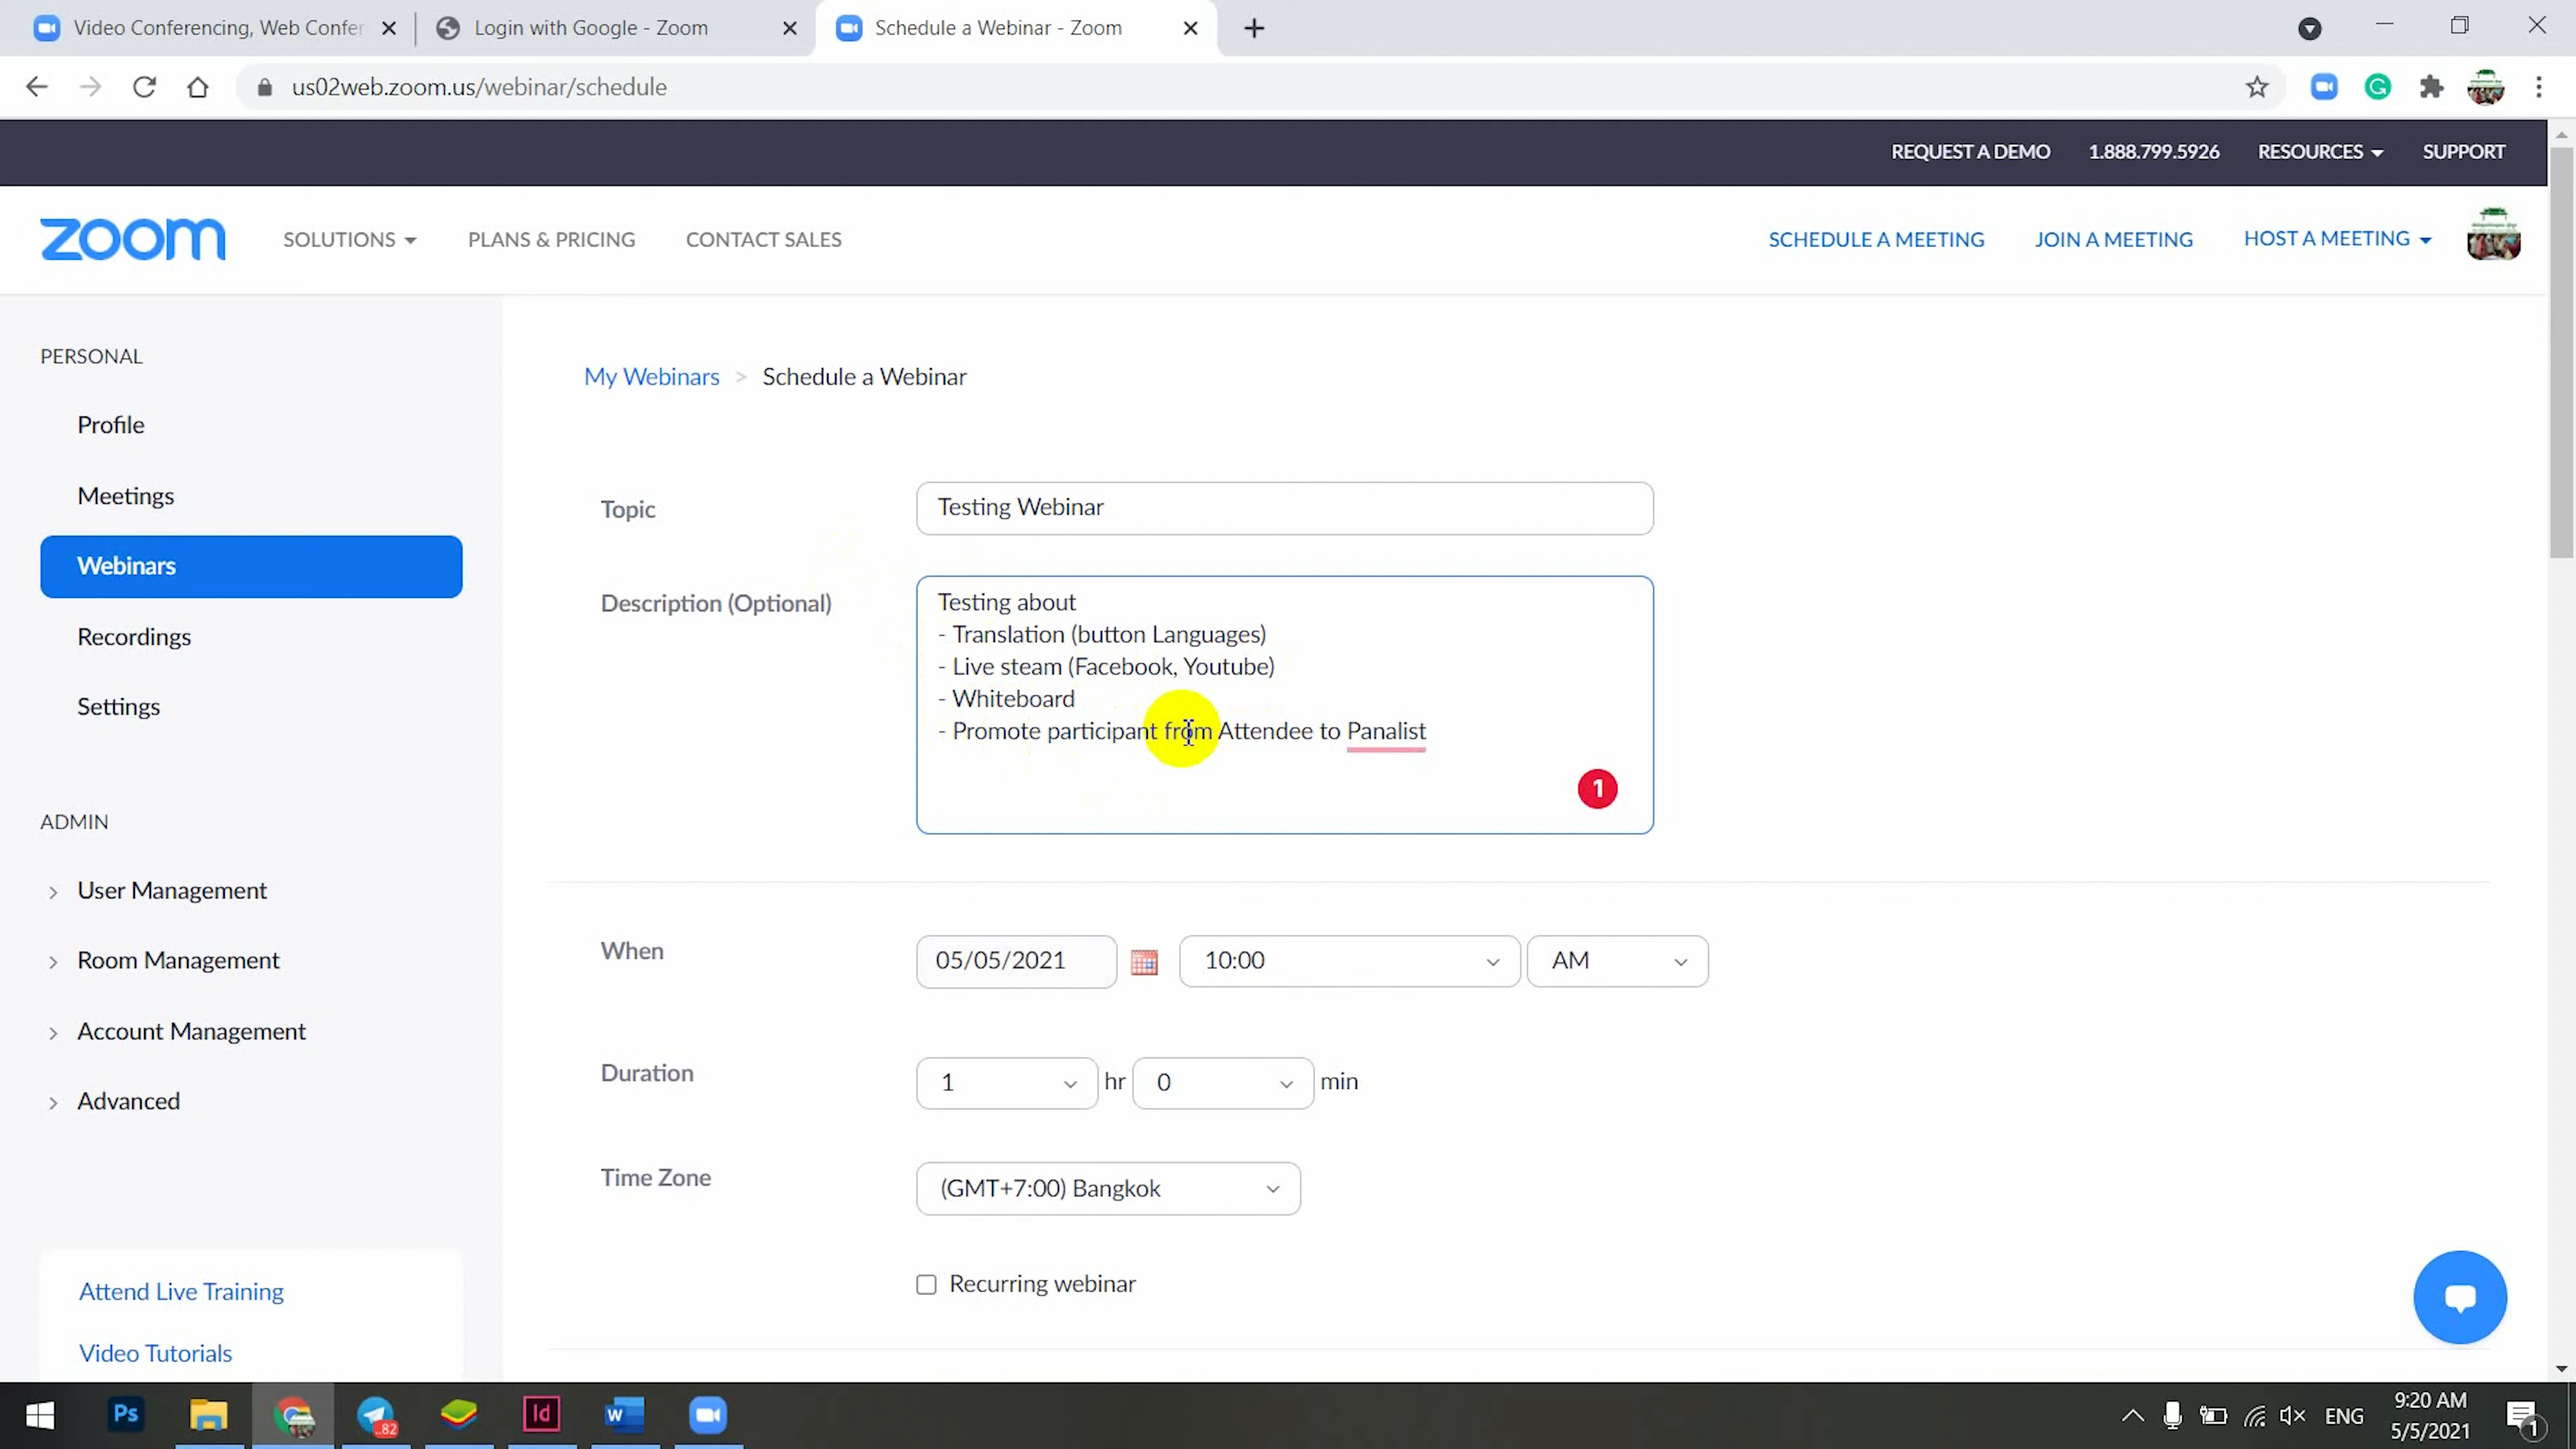 Video Conferencing, Web Confer
Login with Google - Zoom
Schedule a Webinar - Zoom
us02web.zoom.us/webinar/schedule
REQUEST A DEMO 1.888.799.5926 RESOURCES SUPPORT
zoom SOLUTIONS PLANS & PRICING CONTACT SALES SCHEDULE A MEETING JOIN A MEETING HOST A MEETING
PERSONAL
Profile
Meetings
Webinars
Recordings
Settings
ADMIN
User Management
Room Management
Account Management
Advanced
Attend Live Training
Video Tutorials
My Webinars > Schedule a Webinar
Topic
Testing Webinar
Description (Optional)
Testing about
- Translation (button Languages)
- Live steam (Facebook, Youtube)
- Whiteboard
- Promote participant from Attendee to Panalist
1
When
05/05/2021 10:00 AM
Duration
1 hr 0 min
Time Zone
(GMT+7:00) Bangkok
Recurring webinar
Ps
..82
Id
W
ENG
9:20 AM
5/5/2021
1